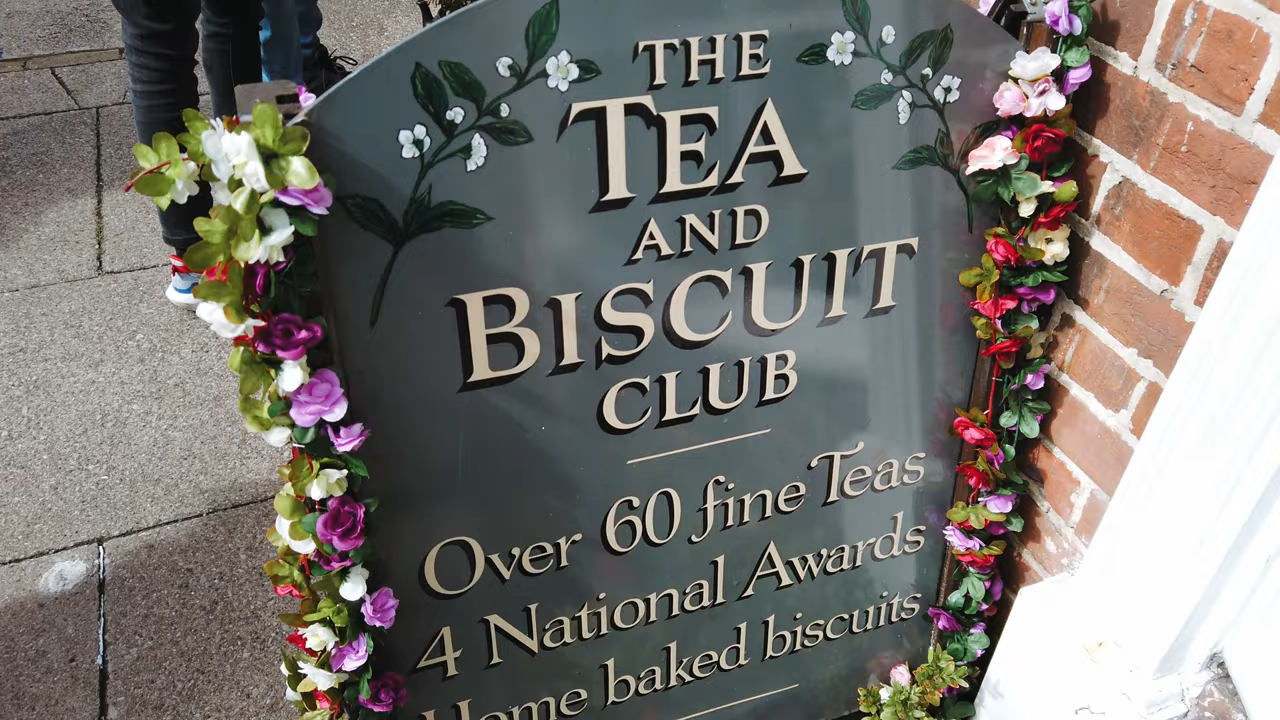 THE
TEA
AND
BISCUIT
CLUB
Over 60 fine Teas
4 National Awards
Home baked biscuits